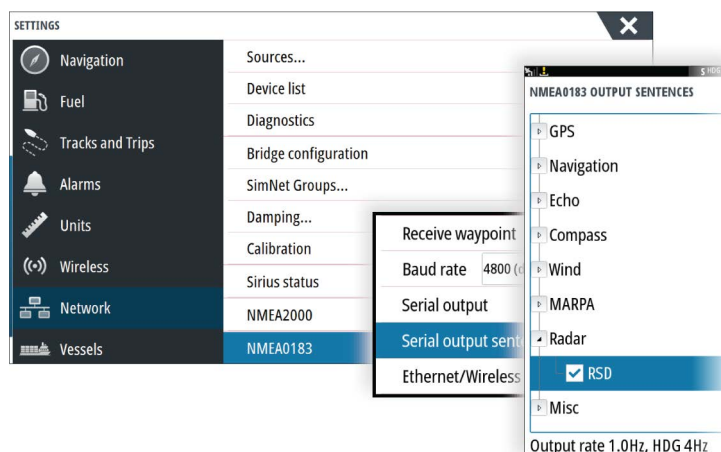 SETTINGS
Navigation
Fuel
Tracks and Trips
Alarms
Units
Wireless
Network
Vessels
Sources...
Device list
Diagnostics
Bridge configuration
SimNet Groups...
Damping...
Calibration
Sirius status
NMEA2000
NMEA0183
Receive waypoint
Baud rate 4800
Serial output
Serial output
Ethernet/Wireless
S HDG
NMEA0183 OUTPUT SENTENCES
GPS
Navigation
Echo
Compass
Wind
MARPA
Radar
RSD
Misc
Output rate 1.0Hz, HDG 4Hz